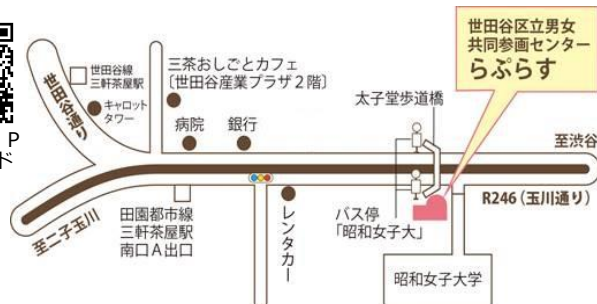 世田谷区立男女
共同参画センター
らぷらす
三茶おしごとカフェ
〔世田谷産業プラザ2階〕
世田谷線
三軒茶屋駅
キャロット
タワー
世田谷通り
病院
銀行
太子堂歩道橋
至渋谷
R246(玉川通り)
至二子玉川
田園都市線
三軒茶屋駅
南口A出口
レンタカー
バス停
「昭和女子大」
昭和女子大学
P
ド